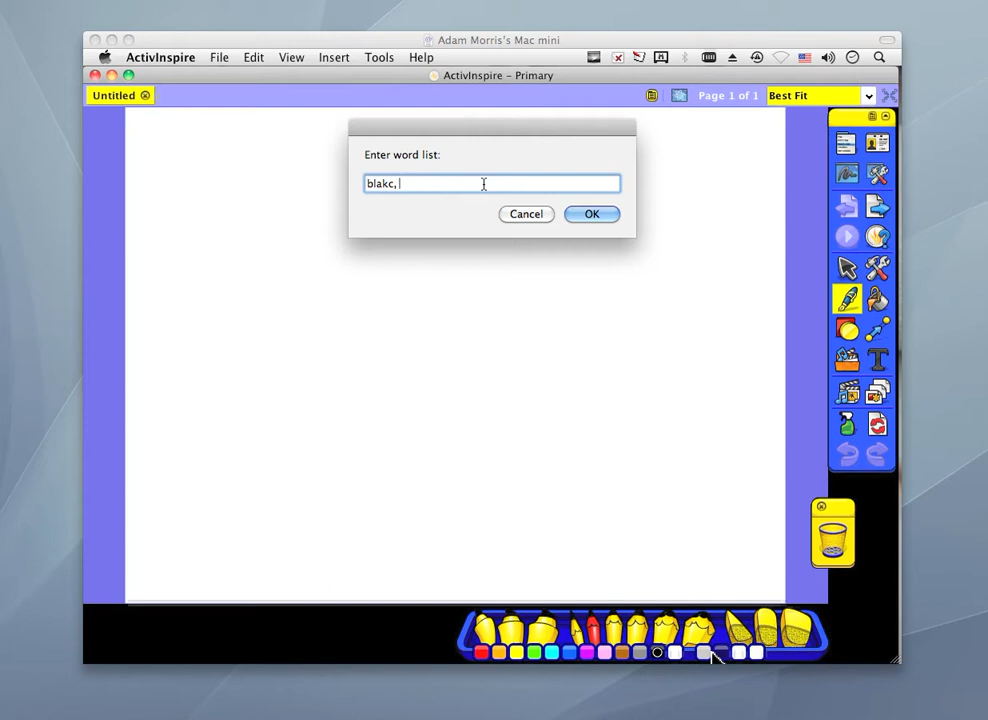 Adam Morris's Mac mini
ActivInspire File Edit View Insert Tools Help
ActivInspire – Primary
Untitled Page 1 of 1 Best Fit
Enter word list:
blakc,
Cancel OK